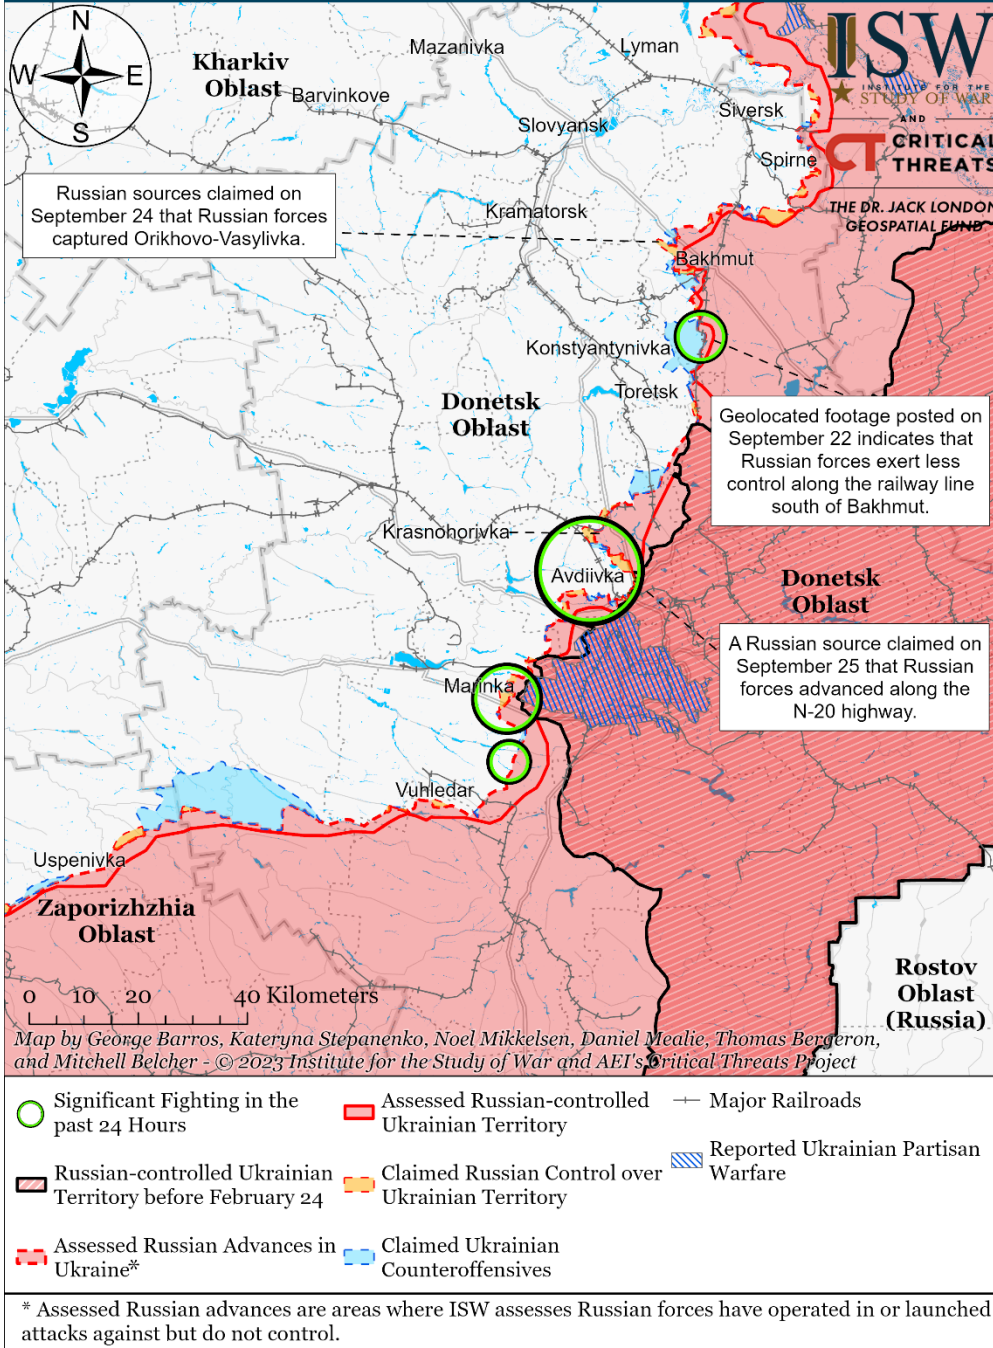 N
W E
S
ISW
INSTITUTE FOR THE
STUDY OF WAR
AND
CT CRITICAL
THREATS
THE DR. JACK LONDON
GEOSPATIAL FUND
Kharkiv
Oblast
Mazanivka
Lyman
Barvinkove
Siversk
Slovyansk
Spirne
Russian sources claimed on
September 24 that Russian forces
captured Orikhovo-Vasylivka.
Kramatorsk
Bakhmut
Konstyantynivka
Toretsk
Donetsk
Oblast
Geolocated footage posted on
September 22 indicates that
Russian forces exert less
control along the railway line
south of Bakhmut.
Krasnohorivka
Avdiivka
Donetsk
Oblast
A Russian source claimed on
September 25 that Russian
forces advanced along the
N-20 highway.
Marinka
Vuhledar
Uspenivka
Zaporizhzhia
Oblast
Rostov
Oblast
(Russia)
0 10 20 40 Kilometers
Map by George Barros, Kateryna Stepanenko, Noel Mikkelsen, Daniel Mealie, Thomas Bergeron,
and Mitchell Belcher - © 2023 Institute for the Study of War and AEI's Critical Threats Project
Significant Fighting in the
past 24 Hours
Russian-controlled Ukrainian
Territory before February 24
Assessed Russian Advances in
Ukraine*
Assessed Russian-controlled
Ukrainian Territory
Claimed Russian Control over
Ukrainian Territory
Claimed Ukrainian
Counteroffensives
Major Railroads
Reported Ukrainian Partisan
Warfare
* Assessed Russian advances are areas where ISW assesses Russian forces have operated in or launched
attacks against but do not control.